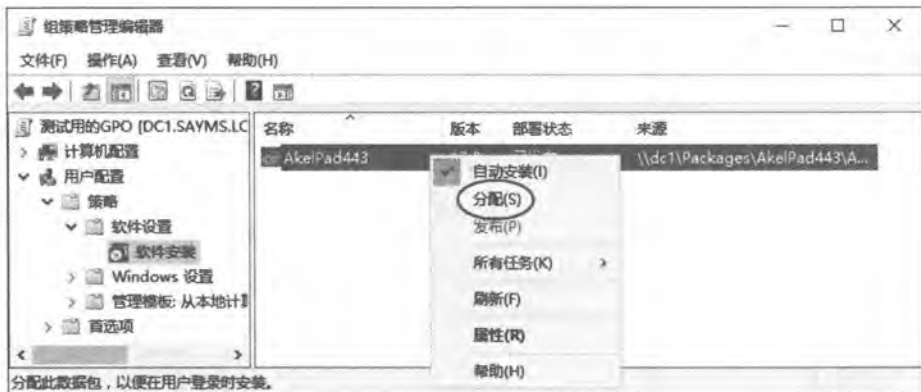 组策略管理编辑器
文件(F) 操作(A) 查看(V) 帮助(H)
测试用的GPO [DC1.SAYMS.LC
计算机配置
用户配置
策略
软件设置
软件安装
Windows 设置
管理模板: 从本地计
首选项
名称 版本 部署状态 来源
AkelPad443 \\dc1\Packages\AkelPad443\A...
自动安装(I)
分配(S)
发布(P)
所有任务(K)
刷新(F)
属性(R)
帮助(H)
分配此数据包，以便在用户登录时安装。